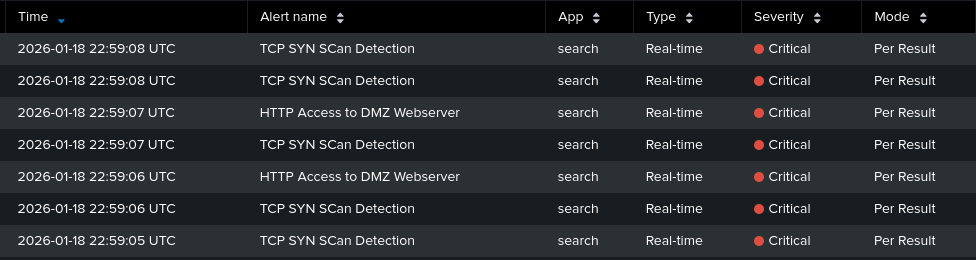 Time Alert name App Type Severity Mode
2026-01-18 22:59:08 UTC TCP SYN SCan Detection search Real-time Critical Per Result
2026-01-18 22:59:08 UTC TCP SYN SCan Detection search Real-time Critical Per Result
2026-01-18 22:59:07 UTC HTTP Access to DMZ Webserver search Real-time Critical Per Result
2026-01-18 22:59:07 UTC TCP SYN SCan Detection search Real-time Critical Per Result
2026-01-18 22:59:06 UTC HTTP Access to DMZ Webserver search Real-time Critical Per Result
2026-01-18 22:59:06 UTC TCP SYN SCan Detection search Real-time Critical Per Result
2026-01-18 22:59:05 UTC TCP SYN SCan Detection search Real-time Critical Per Result